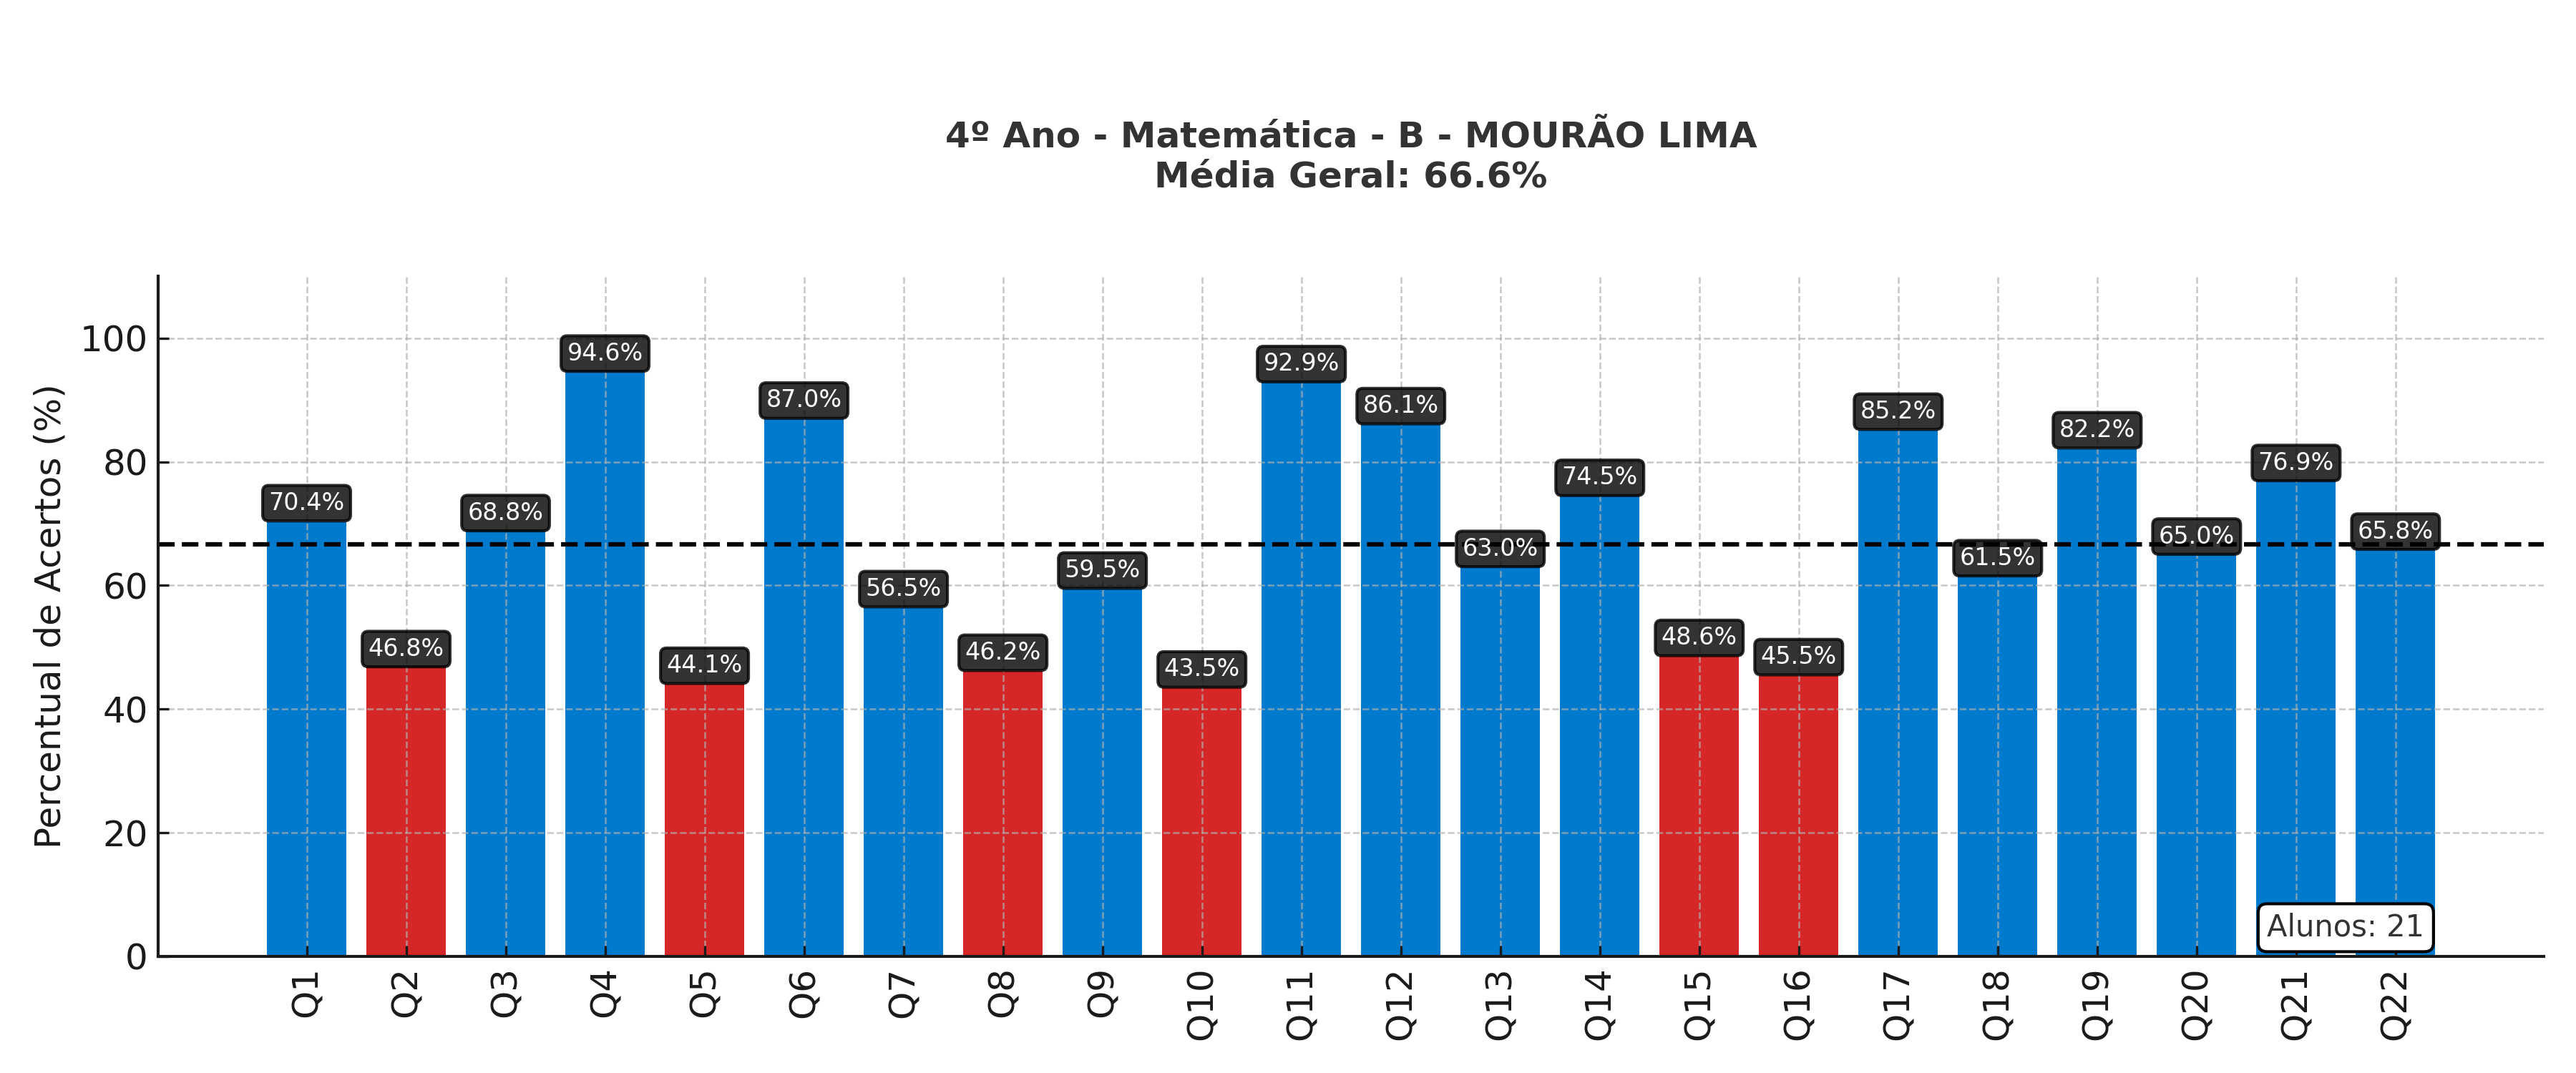 4º Ano - Matemática - B - MOURÃO LIMA
Média Geral: 66.6%
Percentual de Acertos (%)
100
80
60
40
20
0
70.4%
46.8%
68.8%
94.6%
44.1%
87.0%
56.5%
46.2%
59.5%
43.5%
92.9%
86.1%
63.0%
74.5%
48.6%
45.5%
85.2%
61.5%
82.2%
65.0%
76.9%
65.8%
Alunos: 21
Q1
Q2
Q3
Q4
Q5
Q6
Q7
Q8
Q9
Q10
Q11
Q12
Q13
Q14
Q15
Q16
Q17
Q18
Q19
Q20
Q21
Q22